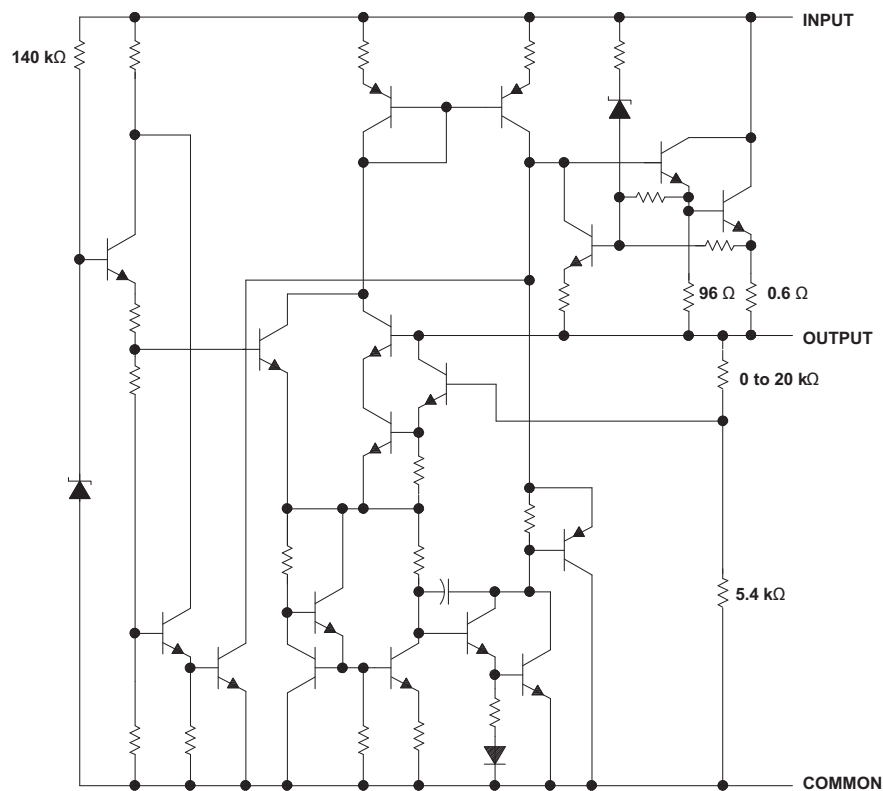 INPUT
140 kΩ
96 Ω
0.6 Ω
OUTPUT
0 to 20 kΩ
5.4 kΩ
COMMON